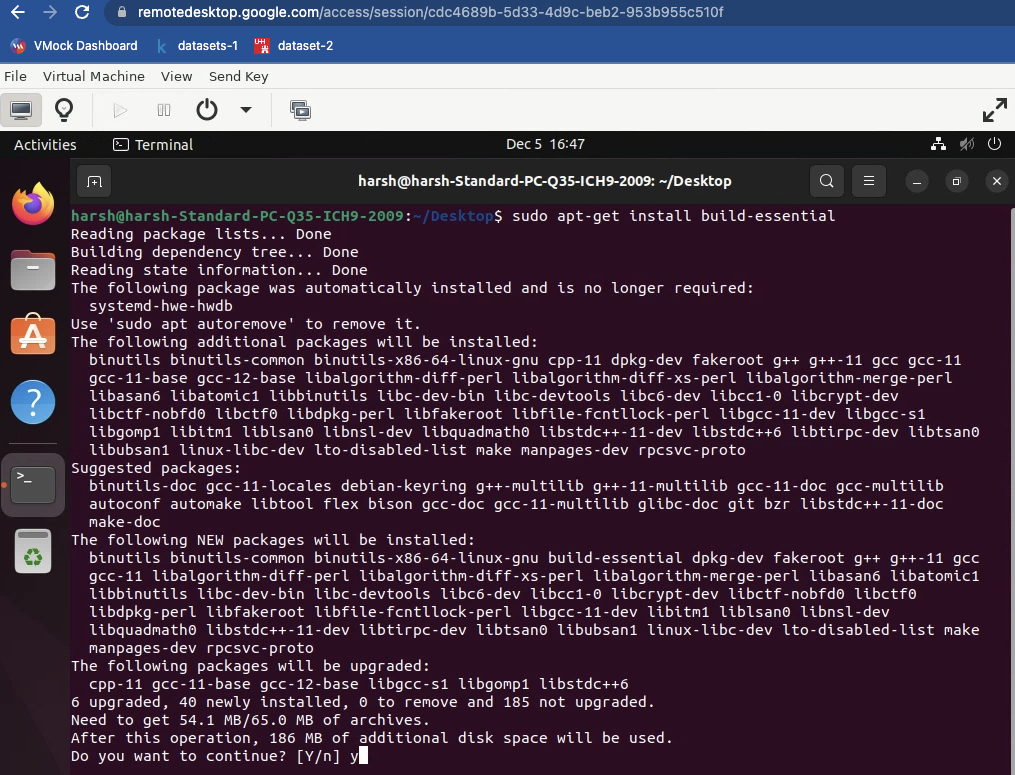 remotedesktop.google.com/access/session/cdc4689b-5d33-4d9c-beb2-953b955c510f
VMock Dashboard k datasets-1 dataset-2
File Virtual Machine View Send Key
Activities Terminal Dec 5 16:47
harsh@harsh-Standard-PC-Q35-ICH9-2009: ~/Desktop
harsh@harsh-Standard-PC-Q35-ICH9-2009:~/Desktop$ sudo apt-get install build-essential
Reading package lists... Done
Building dependency tree... Done
Reading state information... Done
The following package was automatically installed and is no longer required:
systemd-hwe-hwdb
Use 'sudo apt autoremove' to remove it.
The following additional packages will be installed:
binutils binutils-common binutils-x86-64-linux-gnu cpp-11 dpkg-dev fakeroot g++ g++-11 gcc gcc-11
gcc-11-base gcc-12-base libalgorithm-diff-perl libalgorithm-diff-xs-perl libalgorithm-merge-perl
libasan6 libatomic1 libbinutils libc-dev-bin libc-devtools libc6-dev libcc1-0 libcrypt-dev
libctf-nobfd0 libctf0 libdpkg-perl libfakeroot libfile-fcntllock-perl libgcc-11-dev libgcc-s1
libgomp1 libitm1 liblsan0 libnsl-dev libquadmath0 libstdc++-11-dev libstdc++6 libtirpc-dev libtsan0
libubsan1 linux-libc-dev lto-disabled-list make manpages-dev rpcsvc-proto
Suggested packages:
binutils-doc gcc-11-locales debian-keyring g++-multilib g++-11-multilib gcc-11-doc gcc-multilib
autoconf automake libtool flex bison gcc-doc gcc-11-multilib glibc-doc git bzr libstdc++-11-doc
make-doc
The following NEW packages will be installed:
binutils binutils-common binutils-x86-64-linux-gnu build-essential dpkg-dev fakeroot g++ g++-11 gcc
gcc-11 libalgorithm-diff-perl libalgorithm-diff-xs-perl libalgorithm-merge-perl libasan6 libatomic1
libbinutils libc-dev-bin libc-devtools libc6-dev libcc1-0 libcrypt-dev libctf-nobfd0 libctf0
libdpkg-perl libfakeroot libfile-fcntllock-perl libgcc-11-dev libitm1 liblsan0 libnsl-dev
libquadmath0 libstdc++-11-dev libtirpc-dev libtsan0 libubsan1 linux-libc-dev lto-disabled-list make
manpages-dev rpcsvc-proto
The following packages will be upgraded:
cpp-11 gcc-11-base gcc-12-base libgcc-s1 libgomp1 libstdc++6
6 upgraded, 40 newly installed, 0 to remove and 185 not upgraded.
Need to get 54.1 MB/65.0 MB of archives.
After this operation, 186 MB of additional disk space will be used.
Do you want to continue? [Y/n] y